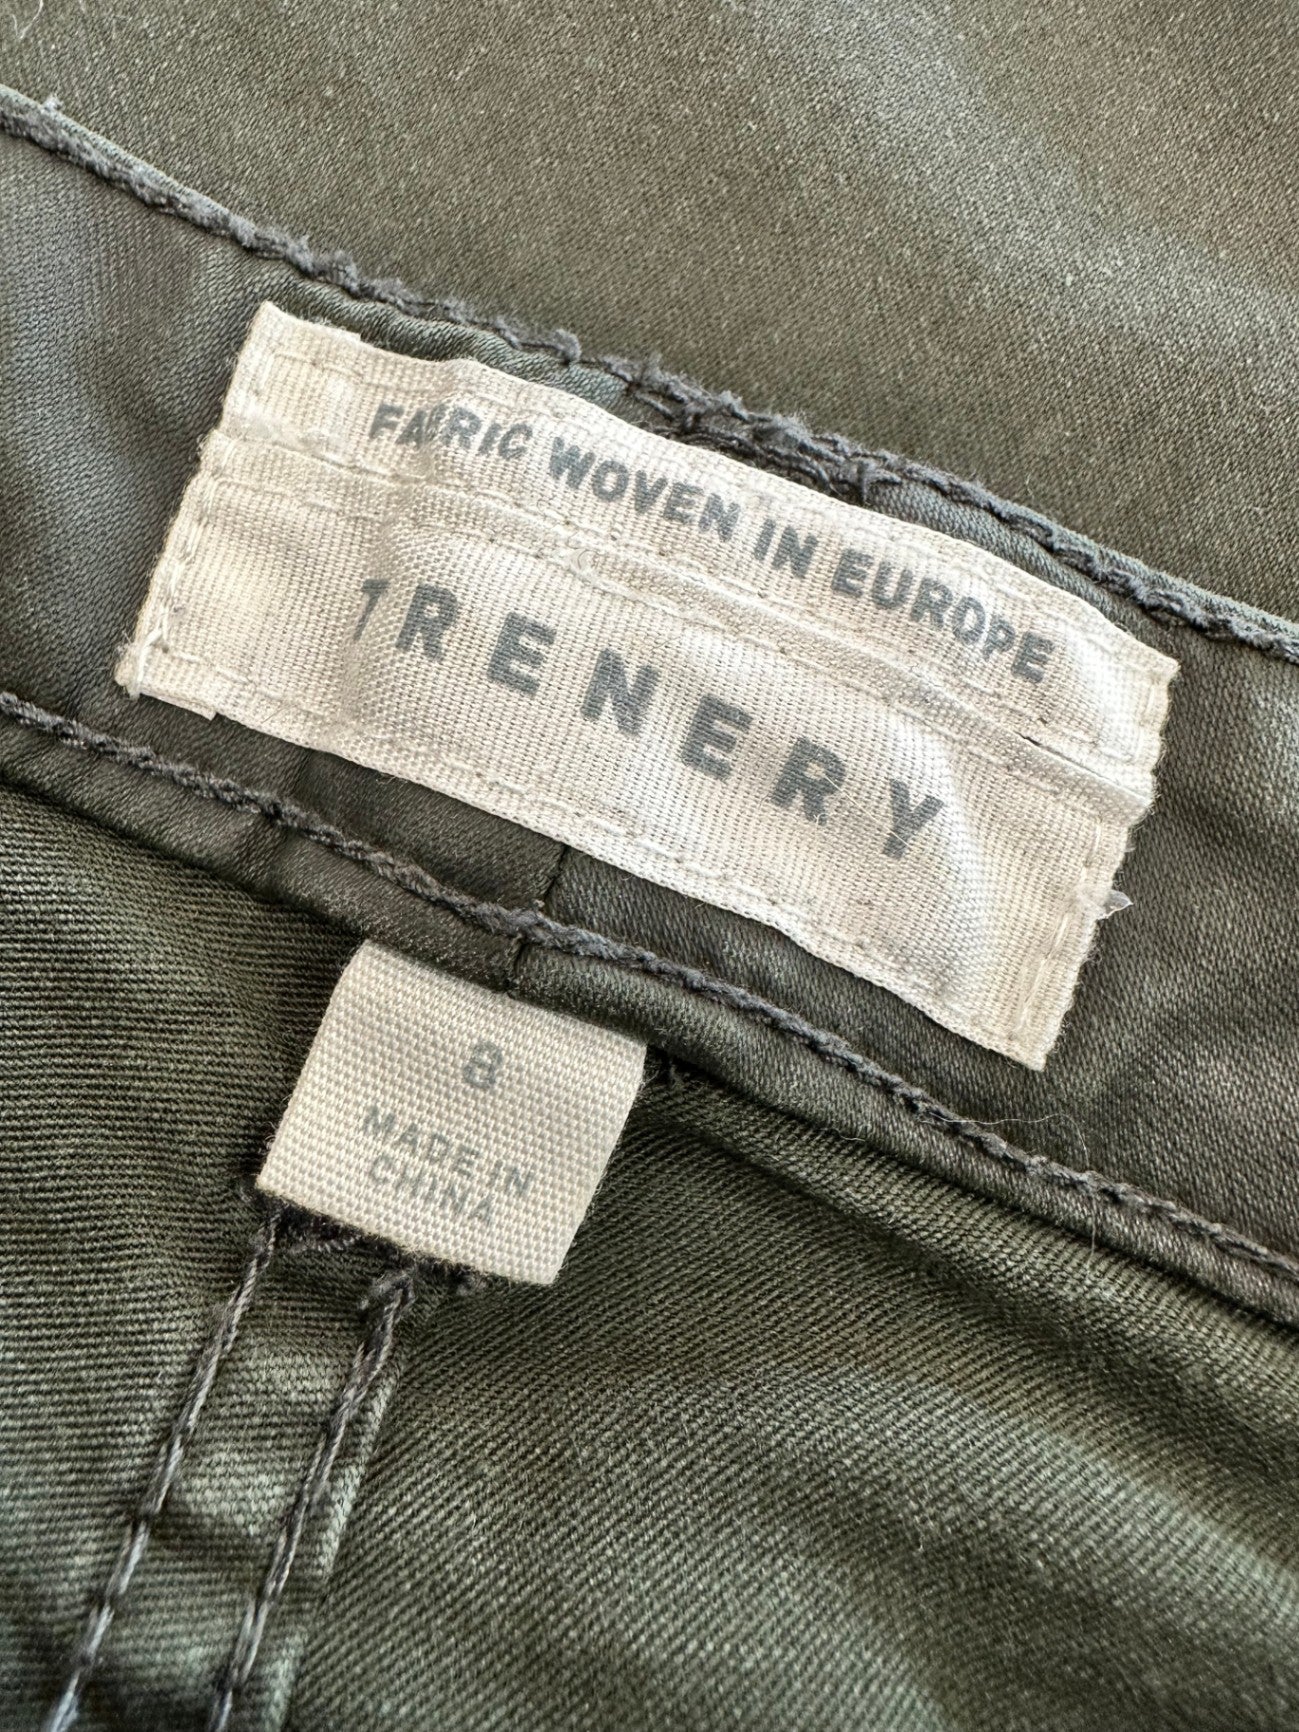 FABRIC WOVEN IN EUROPE
TRENERY
8
MADE IN
CHINA